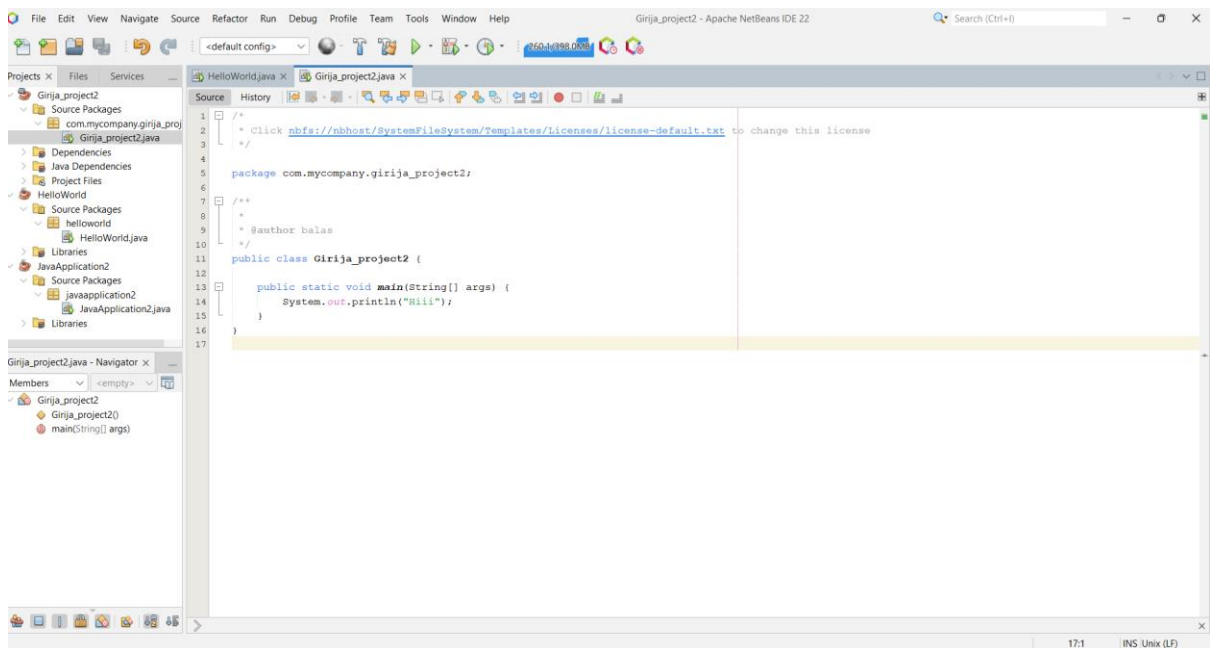 File Edit View Navigate Source Refactor Run Debug Profile Team Tools Window Help
Girija_project2 - Apache NetBeans IDE 22
Search (Ctrl+I)
<default config>
260.1/398.0MB
Projects Files Services
HelloWorld.java Girija_project2.java
Source History
Girija_project2
Source Packages
com.mycompany.girija_proj
Girija_project2.java
Dependencies
Java Dependencies
Project Files
HelloWorld
Source Packages
helloworld
HelloWorld.java
Libraries
JavaApplication2
Source Packages
javaapplication2
JavaApplication2.java
Libraries
1 /*
2 * Click nbfs://nbhost/SystemFileSystem/Templates/Licenses/license-default.txt to change this license
3 */
4
5 package com.mycompany.girija_project2;
6
7 /**
8 *
9 * @author balas
10 */
11 public class Girija_project2 {
12
13 public static void main(String[] args) {
14 System.out.println("Hiii");
15 }
16 }
17
Girija_project2.java - Navigator
Members <empty>
Girija_project2
Girija_project2()
main(String[] args)
17:1 INS Unix (LF)